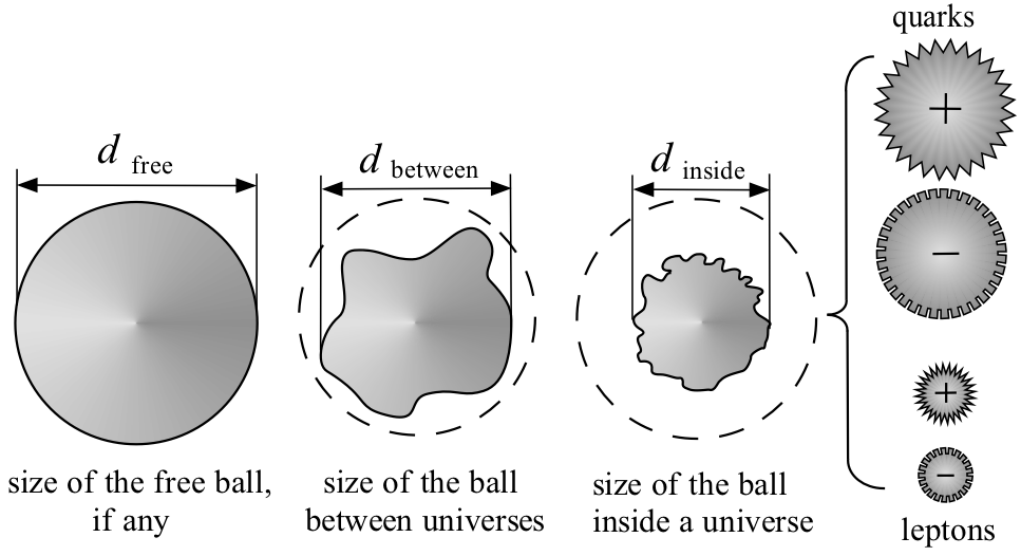 quarks
d free
d between
d inside
+
−
+
−
size of the free ball,
if any
size of the ball
between universes
size of the ball
inside a universe
leptons